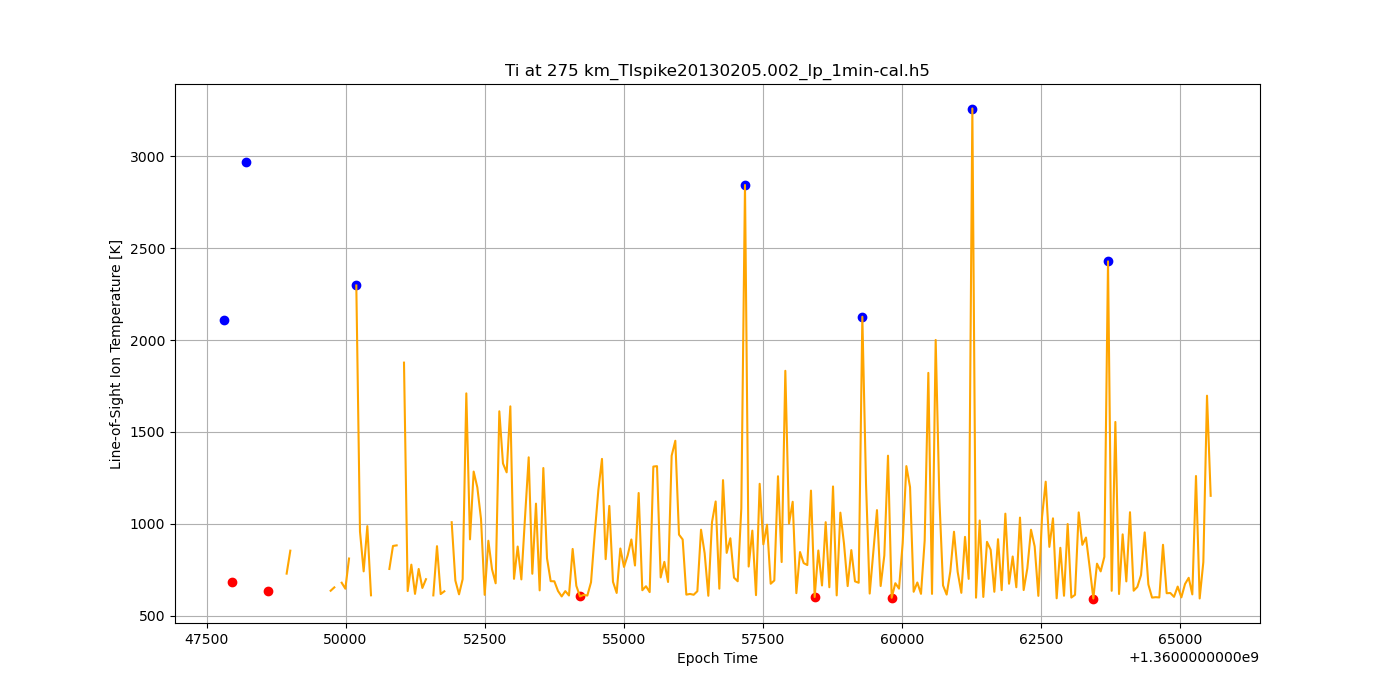 Ti at 275 km_TIspike20130205.002_lp_1min-cal.h5
Line-of-Sight Ion Temperature [K]
3000
2500
2000
1500
1000
500
47500 50000 52500 55000 57500 60000 62500 65000
Epoch Time
+1.3600000000e9